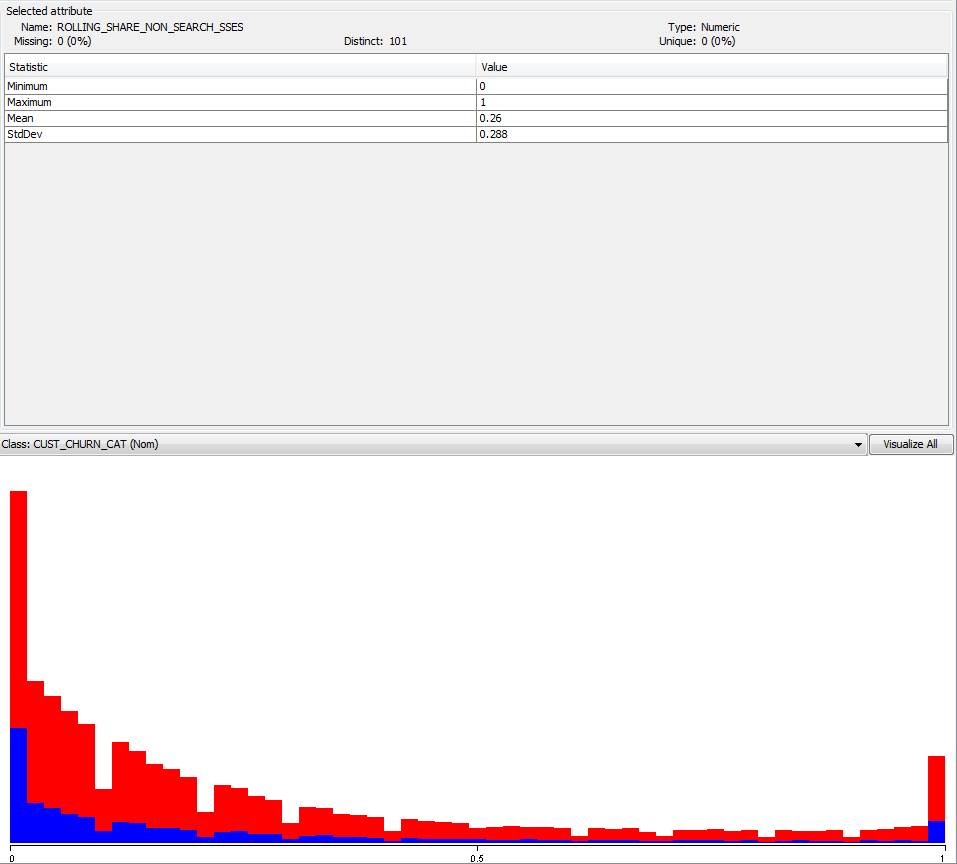 Selected attribute
Name: ROLLING_SHARE_NON_SEARCH_SSES Type: Numeric
Missing: 0 (0%) Distinct: 101 Unique: 0 (0%)
Statistic Value
Minimum 0
Maximum 1
Mean 0.26
StdDev 0.288
Class: CUST_CHURN_CAT (Nom) Visualize All
0 0.5 1